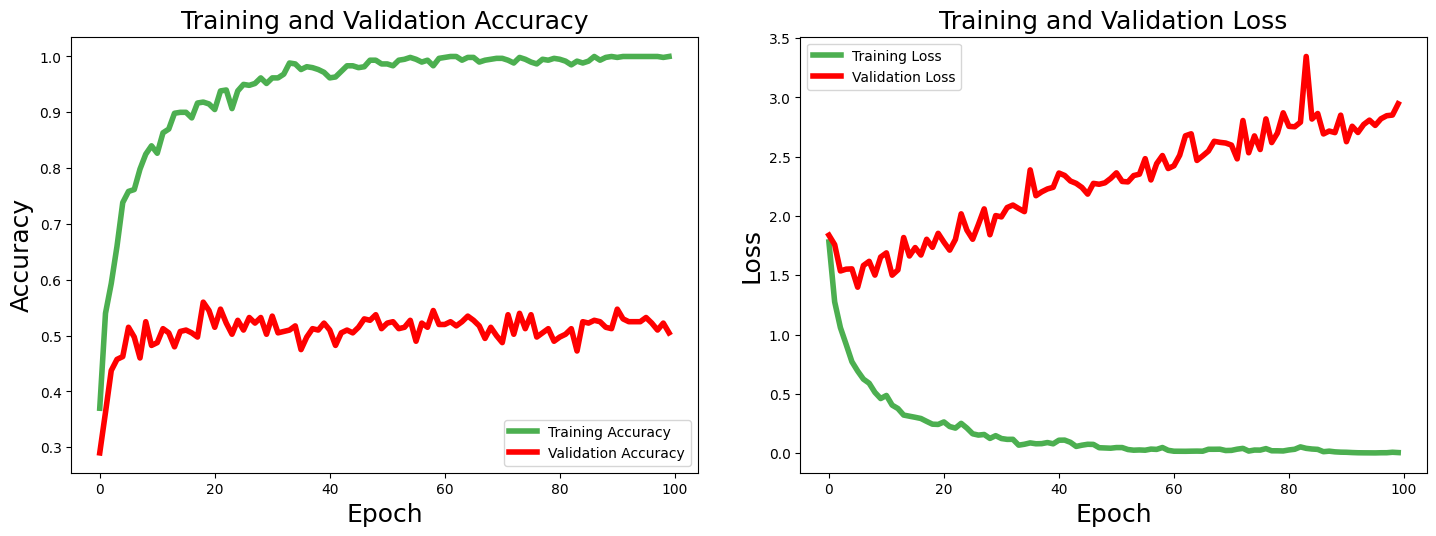 Training and Validation Accuracy
1.0
0.9
0.8
0.7
0.6
0.5
0.4
0.3
Accuracy
Training Accuracy
Validation Accuracy
0 20 40 60 80 100
Epoch
Training and Validation Loss
3.5
3.0
2.5
2.0
1.5
1.0
0.5
0.0
Loss
Training Loss
Validation Loss
0 20 40 60 80 100
Epoch